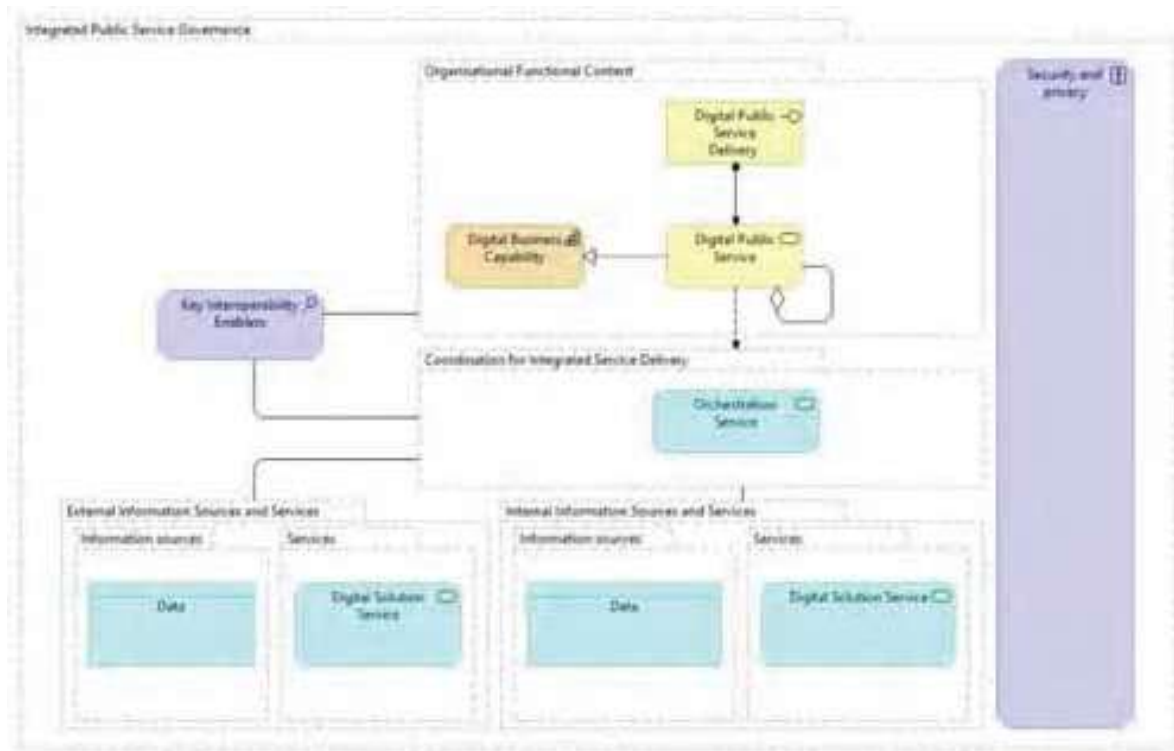 Integrated Public Service Governance
Organisational Functional Content
Security and
privacy
Digital Public
Service
Delivery
Digital Business
Capability
Digital Public
Service
Key Interoperability
Enablers
Coordination for Integrated Service Delivery
Orchestration
Service
External Information Sources and Services
Internal Information Sources and Services
Information sources
Services
Information sources
Services
Data
Digital Solution
Service
Data
Digital Solution Service